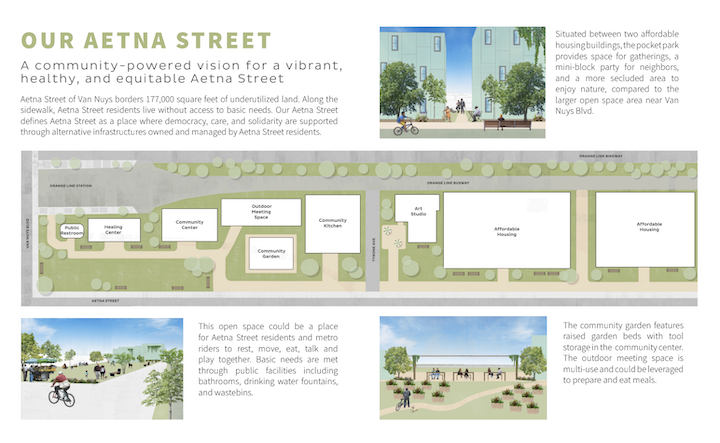 OUR AETNA STREET
A community-powered vision for a vibrant,
healthy, and equitable Aetna Street
Aetna Street of Van Nuys borders 177,000 square feet of underutilized land. Along the
sidewalk, Aetna Street residents live without access to basic needs. Our Aetna Street
defines Aetna Street as a place where democracy, care, and solidarity are supported
through alternative infrastructures owned and managed by Aetna Street residents.
Situated between two affordable
housing buildings, the pocket park
provides space for gatherings, a
mini-block party for neighbors,
and a more secluded area to
enjoy nature, compared to the
larger open space area near Van
Nuys Blvd.
ORANGE LINE BIKEWAY
ORANGE LINE STATION
ORANGE LINE BUSWAY
VAN NUYS BLVD
Public
Restroom
Healing
Center
Community
Center
Outdoor
Meeting
Space
Community
Garden
Community
Kitchen
TYRONE AVE
Art
Studio
Affordable
Housing
Affordable
Housing
AETNA STREET
This open space could be a place
for Aetna Street residents and metro
riders to rest, move, eat, talk and
play together. Basic needs are met
through public facilities including
bathrooms, drinking water fountains,
and wastebins.
The community garden features
raised garden beds with tool
storage in the community center.
The outdoor meeting space is
multi-use and could be leveraged
to prepare and eat meals.